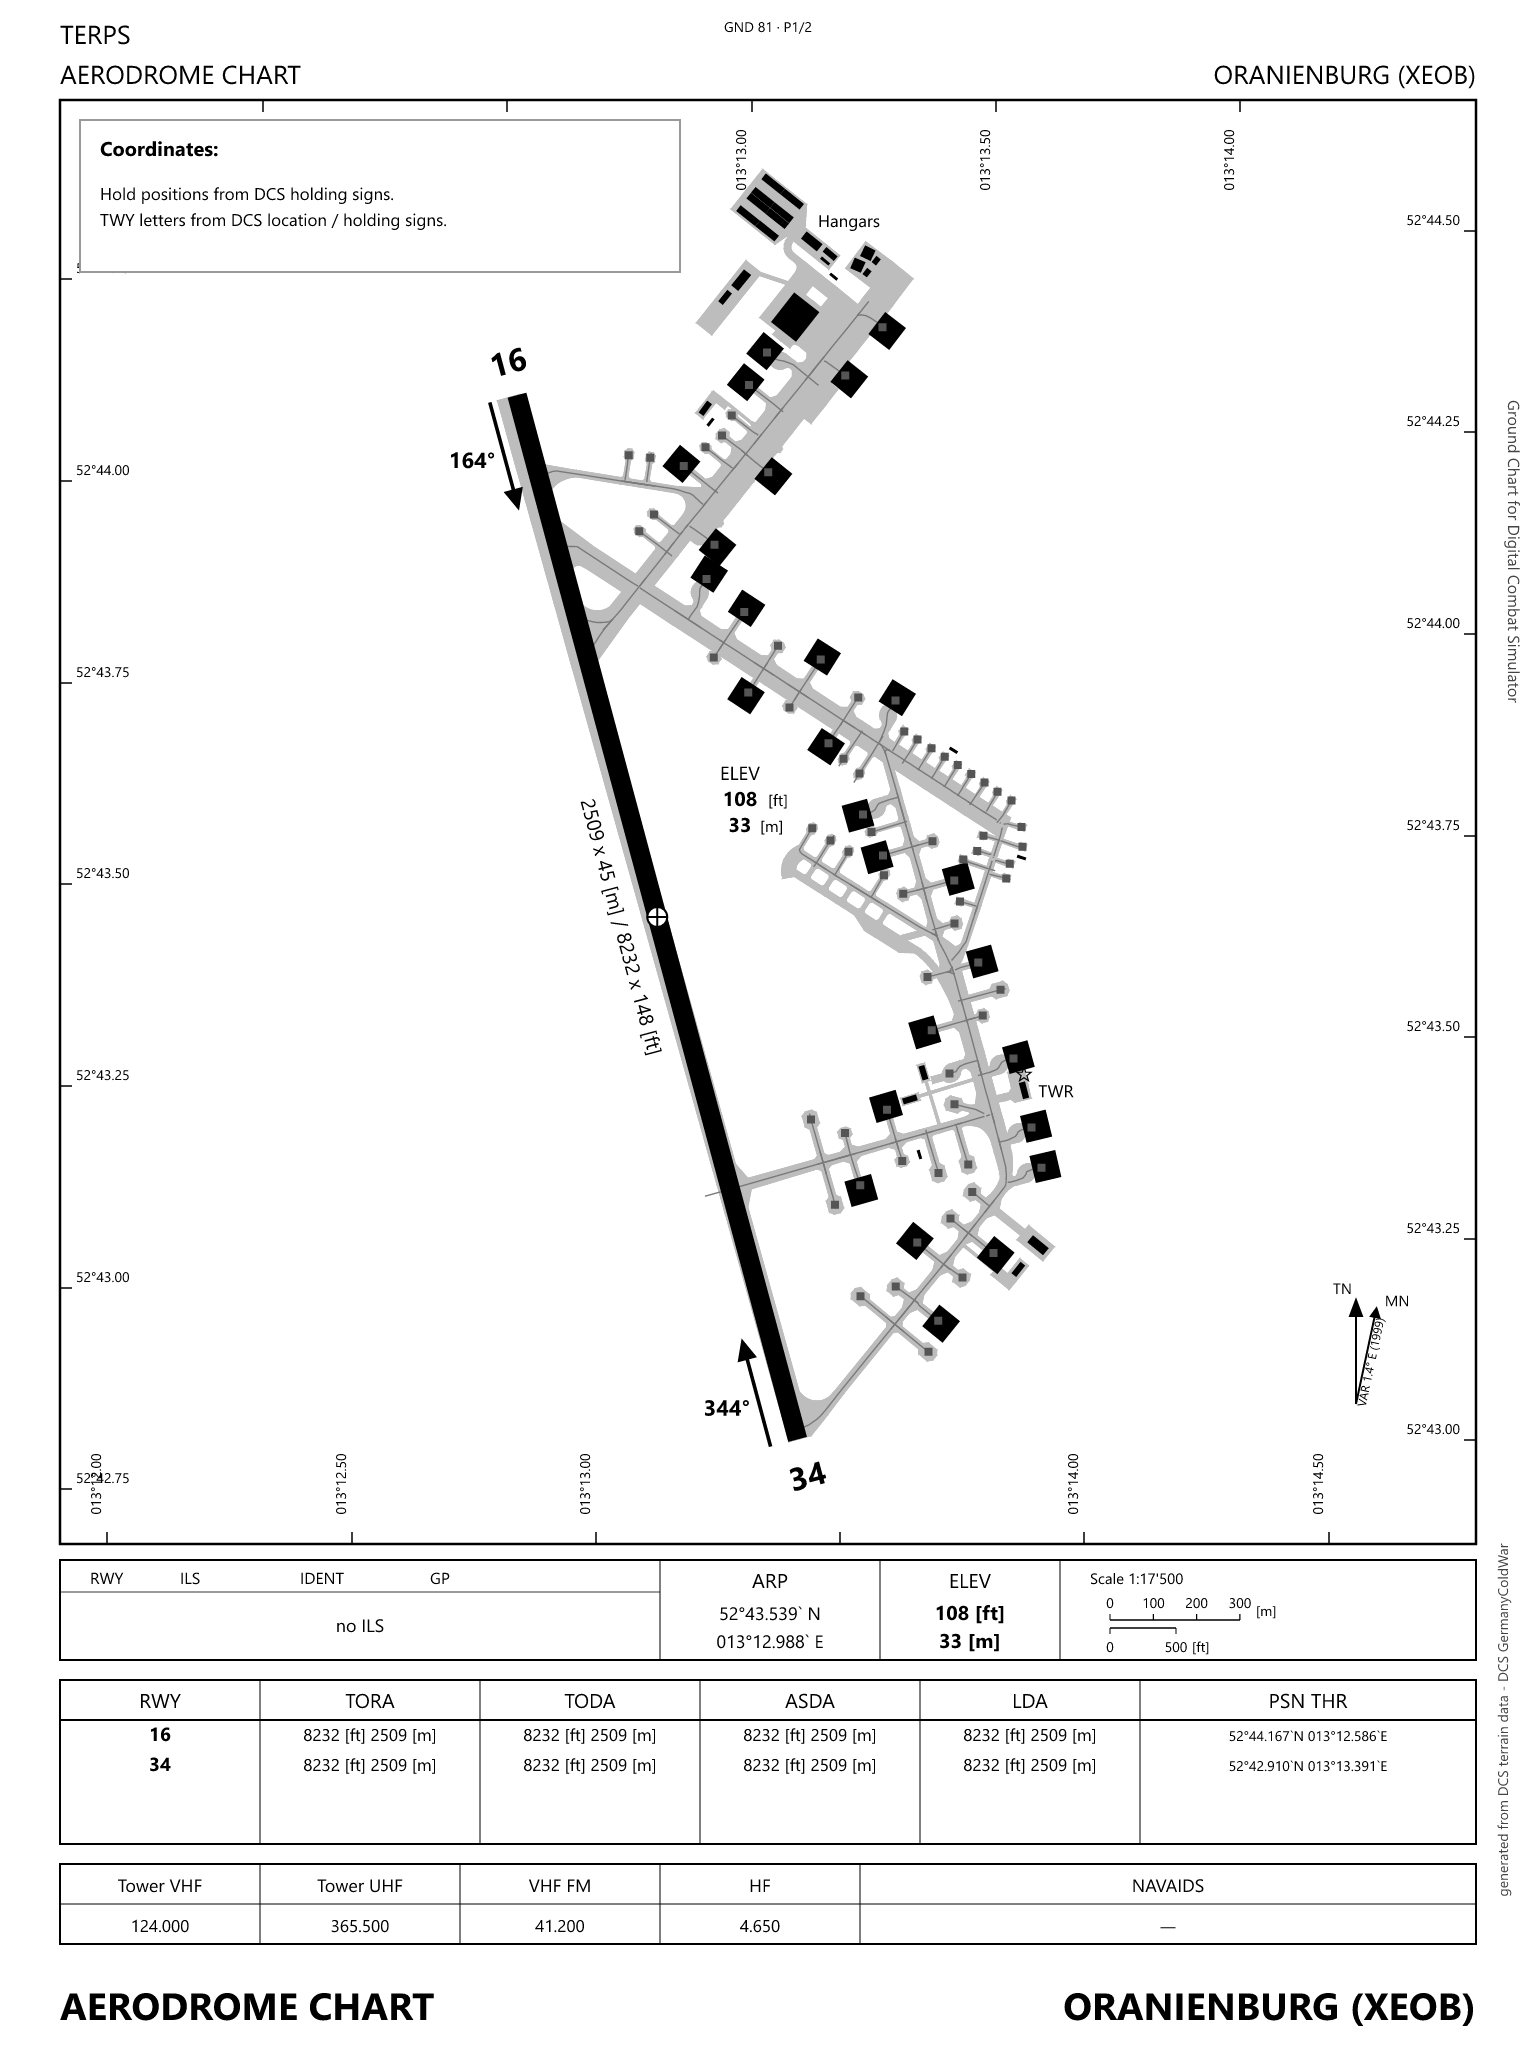 GND 81 · P1/2
TERPS
AERODROME CHART
ORANIENBURG (XEOB)
Coordinates:
Hold positions from DCS holding signs.
TWY letters from DCS location / holding signs.
013°13.00
013°13.50
013°14.00
Hangars
52°44.50
52°44.25
52°44.00
52°43.75
52°43.50
52°43.25
52°43.00
52°44.00
52°43.75
52°43.50
52°43.25
52°43.00
52°42.75
16
164°
ELEV
108 [ft]
33 [m]
2509 x 45 [m] / 8232 x 148 [ft]
TWR
344°
34
TN
MN
VAR 1.4° E (1999)
013°12.00
013°12.50
013°13.00
013°14.00
013°14.50
Ground Chart for Digital Combat Simulator
generated from DCS terrain data - DCS GermanyColdWar
RWY ILS IDENT GP
no ILS
ARP
52°43.539` N
013°12.988` E
ELEV
108 [ft]
33 [m]
Scale 1:17'500
0 100 200 300 [m]
0 500 [ft]
RWY TORA TODA ASDA LDA PSN THR
16 8232 [ft] 2509 [m] 8232 [ft] 2509 [m] 8232 [ft] 2509 [m] 8232 [ft] 2509 [m] 52°44.167`N 013°12.586`E
34 8232 [ft] 2509 [m] 8232 [ft] 2509 [m] 8232 [ft] 2509 [m] 8232 [ft] 2509 [m] 52°42.910`N 013°13.391`E
Tower VHF Tower UHF VHF FM HF NAVAIDS
124.000 365.500 41.200 4.650 —
AERODROME CHART
ORANIENBURG (XEOB)